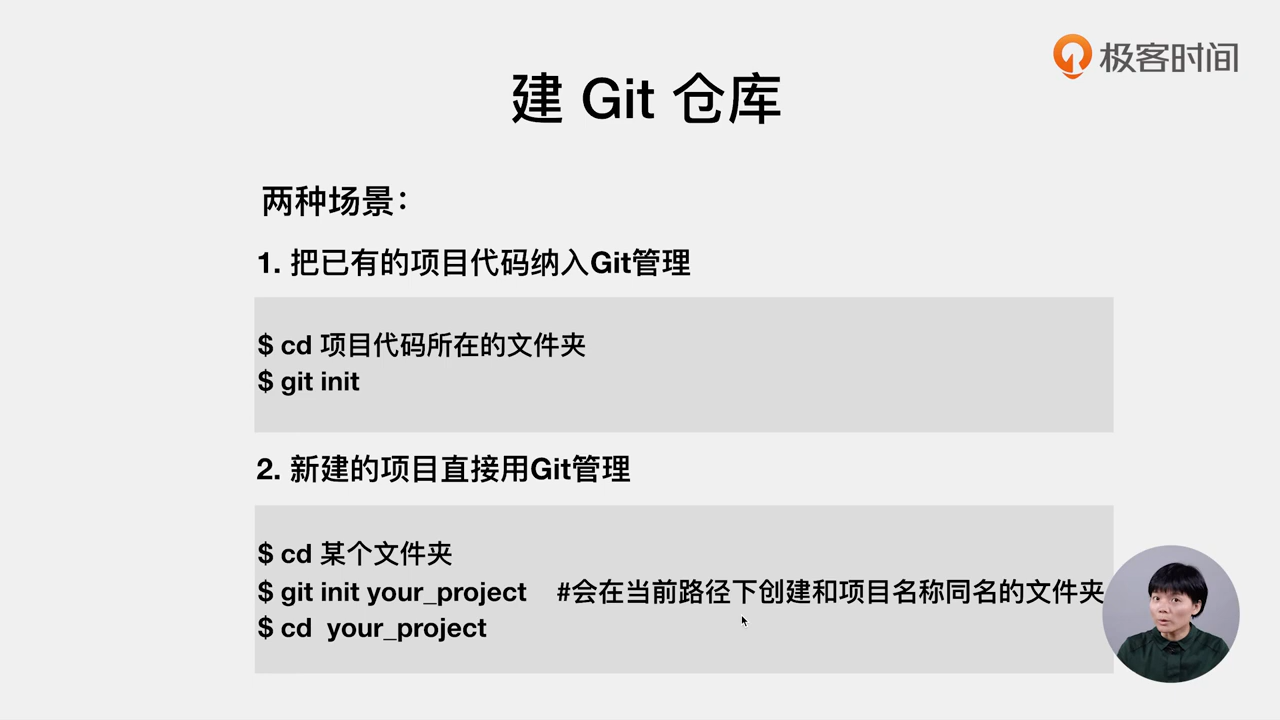 极客时间
建 Git 仓库
两种场景：
1. 把已有的项目代码纳入Git管理
$ cd 项目代码所在的文件夹
$ git init
2. 新建的项目直接用Git管理
$ cd 某个文件夹
$ git init your_project #会在当前路径下创建和项目名称同名的文件夹
$ cd your_project